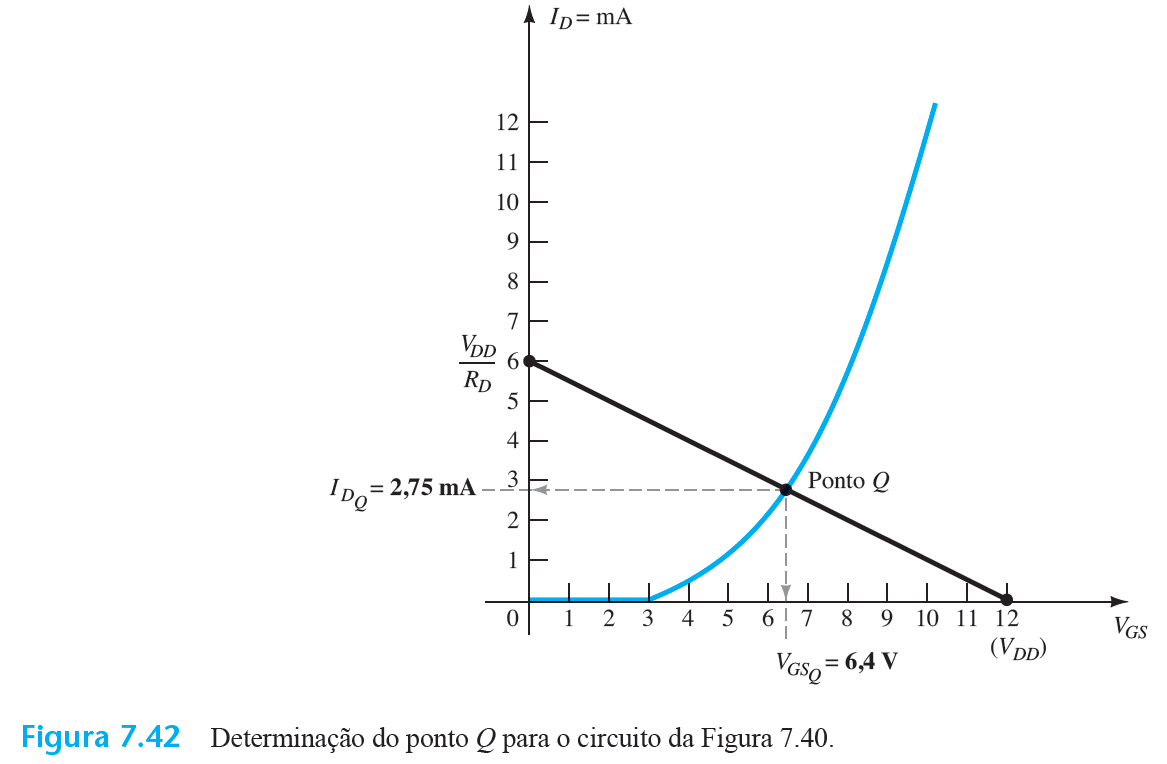 I_D = mA
12
11
10
9
8
7
V_DD / R_D 6
5
4
3
I_DQ = 2,75 mA
Ponto Q
2
1
0 1 2 3 4 5 6 7 8 9 10 11 12
V_GS
(V_DD)
V_GSQ = 6,4 V
Figura 7.42 Determinação do ponto Q para o circuito da Figura 7.40.